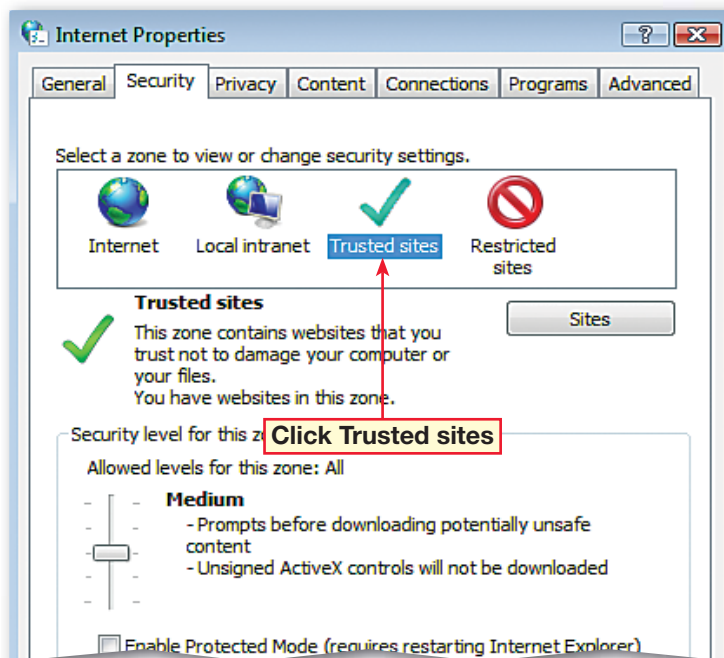 Internet Properties
General Security Privacy Content Connections Programs Advanced
Select a zone to view or change security settings.
Internet Local intranet Trusted sites Restricted sites
Trusted sites
This zone contains websites that you
trust not to damage your computer or
your files.
You have websites in this zone.
Sites
Security level for this z
Click Trusted sites
Allowed levels for this zone: All
Medium
- Prompts before downloading potentially unsafe
content
- Unsigned ActiveX controls will not be downloaded
Enable Protected Mode (requires restarting Internet Explorer)